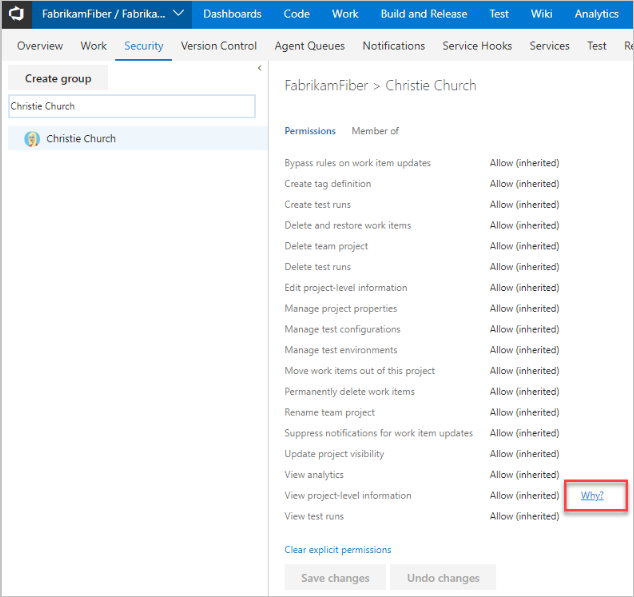 FabrikamFiber / Fabrika... Dashboards Code Work Build and Release Test Wiki Analytics
Overview Work Security Version Control Agent Queues Notifications Service Hooks Services Test Re
Create group
Christie Church
Christie Church
FabrikamFiber > Christie Church
Permissions Member of
Bypass rules on work item updates Allow (inherited)
Create tag definition Allow (inherited)
Create test runs Allow (inherited)
Delete and restore work items Allow (inherited)
Delete team project Allow (inherited)
Delete test runs Allow (inherited)
Edit project-level information Allow (inherited)
Manage project properties Allow (inherited)
Manage test configurations Allow (inherited)
Manage test environments Allow (inherited)
Move work items out of this project Allow (inherited)
Permanently delete work items Allow (inherited)
Rename team project Allow (inherited)
Suppress notifications for work item updates Allow (inherited)
Update project visibility Allow (inherited)
View analytics Allow (inherited)
View project-level information Allow (inherited) Why?
View test runs Allow (inherited)
Clear explicit permissions
Save changes Undo changes